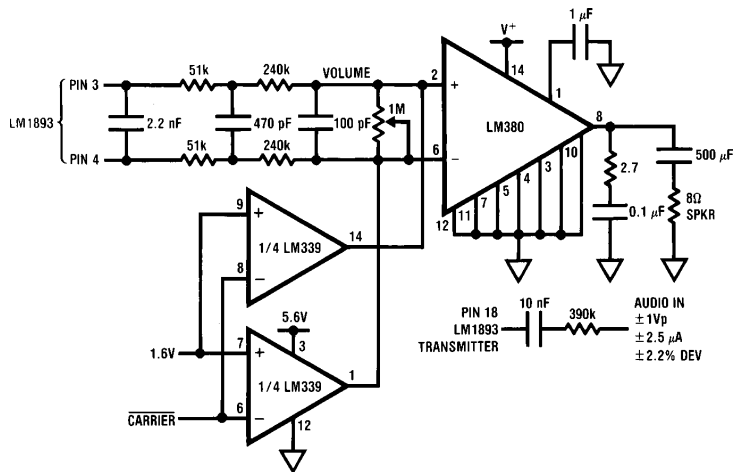 1 µF
V+
51k
240k
VOLUME
2
14
1
PIN 3
+
1M
8
LM1893
2.2 nF
470 pF
100 pF
LM380
PIN 4
51k
240k
6
−
10
3
4
5
7
11
12
2.7
500 µF
0.1 µF
8Ω
SPKR
9
+
1/4 LM339
14
8
−
5.6V
3
1.6V
7
+
1/4 LM339
1
CARRIER
6
−
12
10 nF
390k
PIN 18
LM1893
TRANSMITTER
AUDIO IN
±1Vp
±2.5 µA
±2.2% DEV